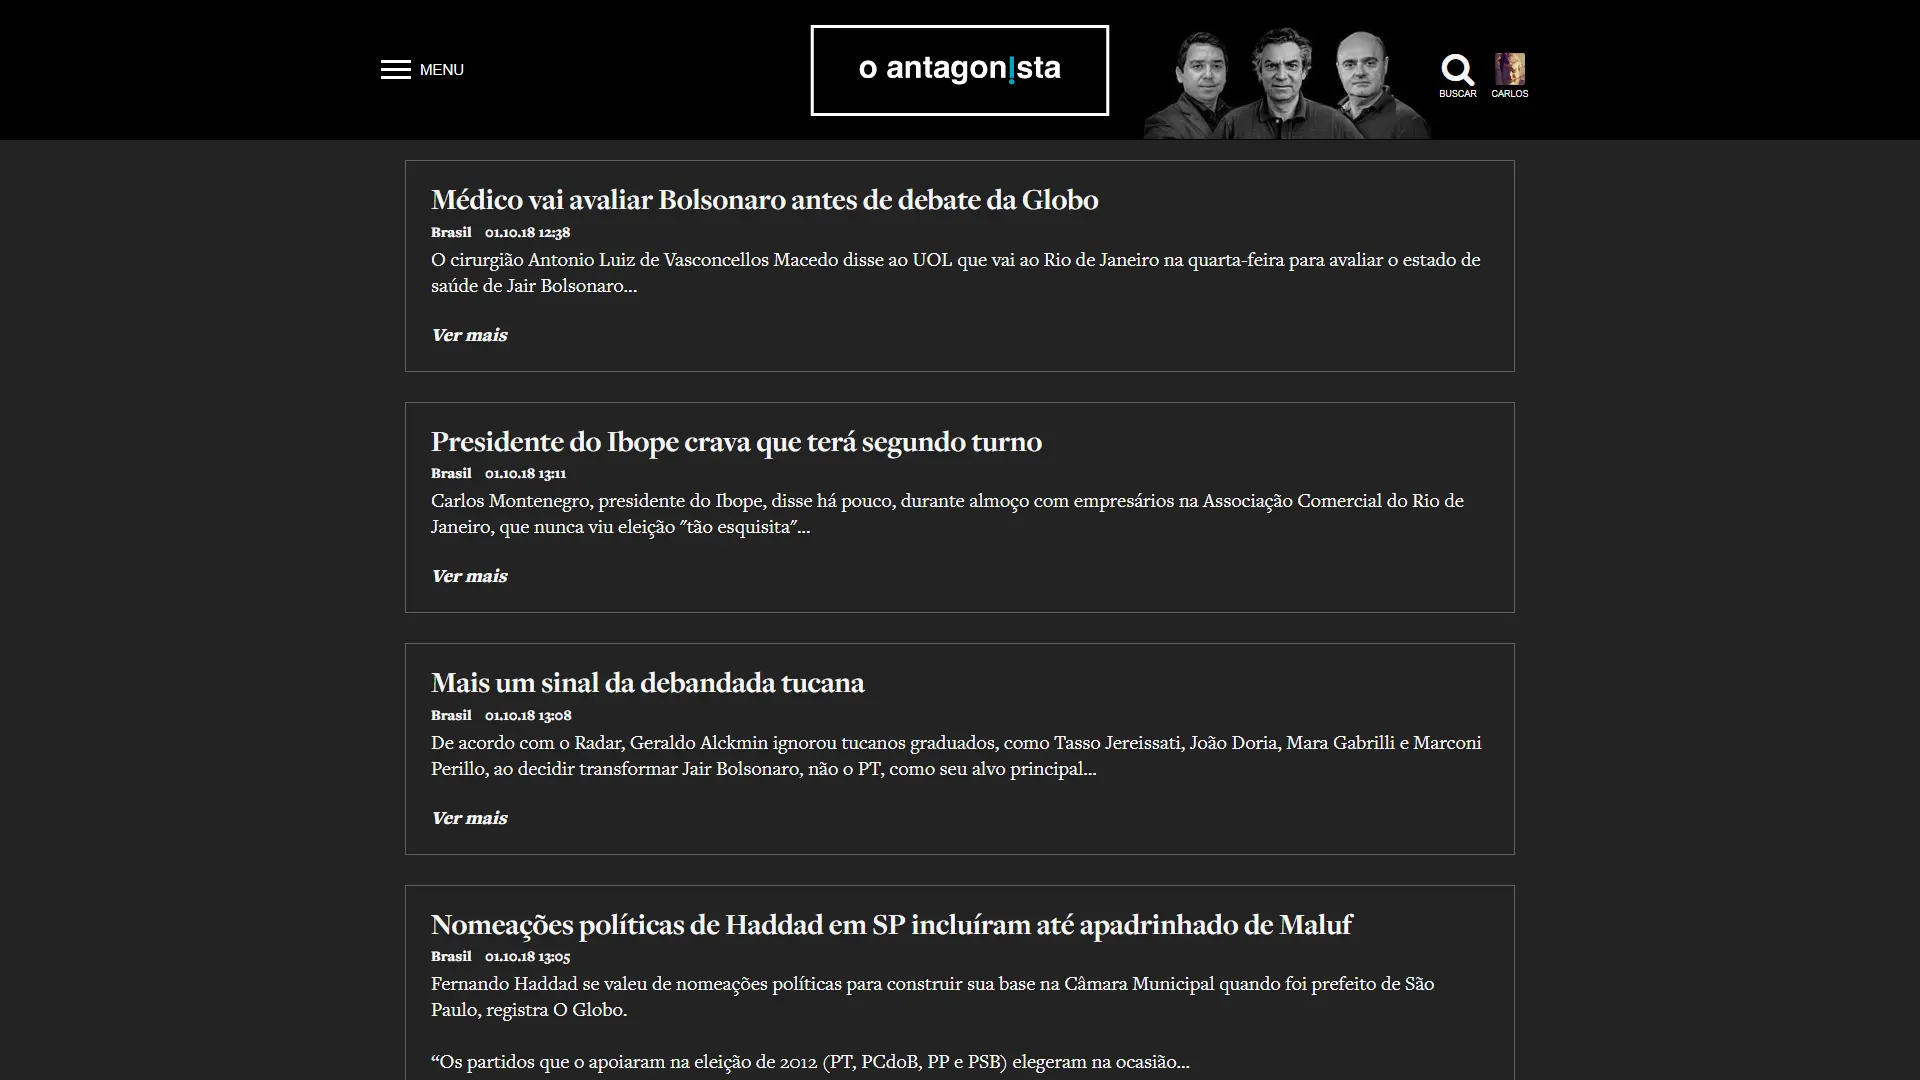 MENU
o antagon!sta
BUSCAR
CARLOS
Médico vai avaliar Bolsonaro antes de debate da Globo
Brasil 01.10.18 12:38
O cirurgião Antonio Luiz de Vasconcellos Macedo disse ao UOL que vai ao Rio de Janeiro na quarta-feira para avaliar o estado de
saúde de Jair Bolsonaro...
Ver mais
Presidente do Ibope crava que terá segundo turno
Brasil 01.10.18 13:11
Carlos Montenegro, presidente do Ibope, disse há pouco, durante almoço com empresários na Associação Comercial do Rio de
Janeiro, que nunca viu eleição "tão esquisita"...
Ver mais
Mais um sinal da debandada tucana
Brasil 01.10.18 13:08
De acordo com o Radar, Geraldo Alckmin ignorou tucanos graduados, como Tasso Jereissati, João Doria, Mara Gabrilli e Marconi
Perillo, ao decidir transformar Jair Bolsonaro, não o PT, como seu alvo principal...
Ver mais
Nomeações políticas de Haddad em SP incluíram até apadrinhado de Maluf
Brasil 01.10.18 13:05
Fernando Haddad se valeu de nomeações políticas para construir sua base na Câmara Municipal quando foi prefeito de São
Paulo, registra O Globo.
“Os partidos que o apoiaram na eleição de 2012 (PT, PCdoB, PP e PSB) elegeram na ocasião...